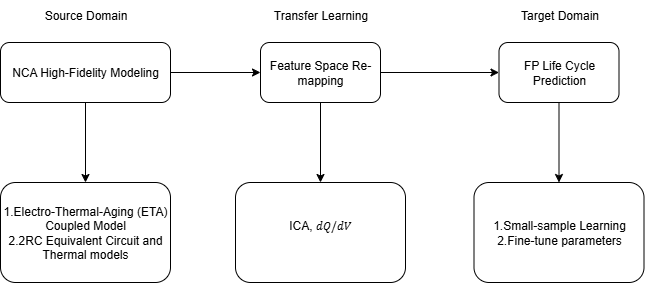 Source Domain
Transfer Learning
Target Domain
NCA High-Fidelity Modeling
Feature Space Re-
mapping
FP Life Cycle
Prediction
1.Electro-Thermal-Aging (ETA)
Coupled Model
2.2RC Equivalent Circuit and
Thermal models
ICA, dQ/dV
1.Small-sample Learning
2.Fine-tune parameters